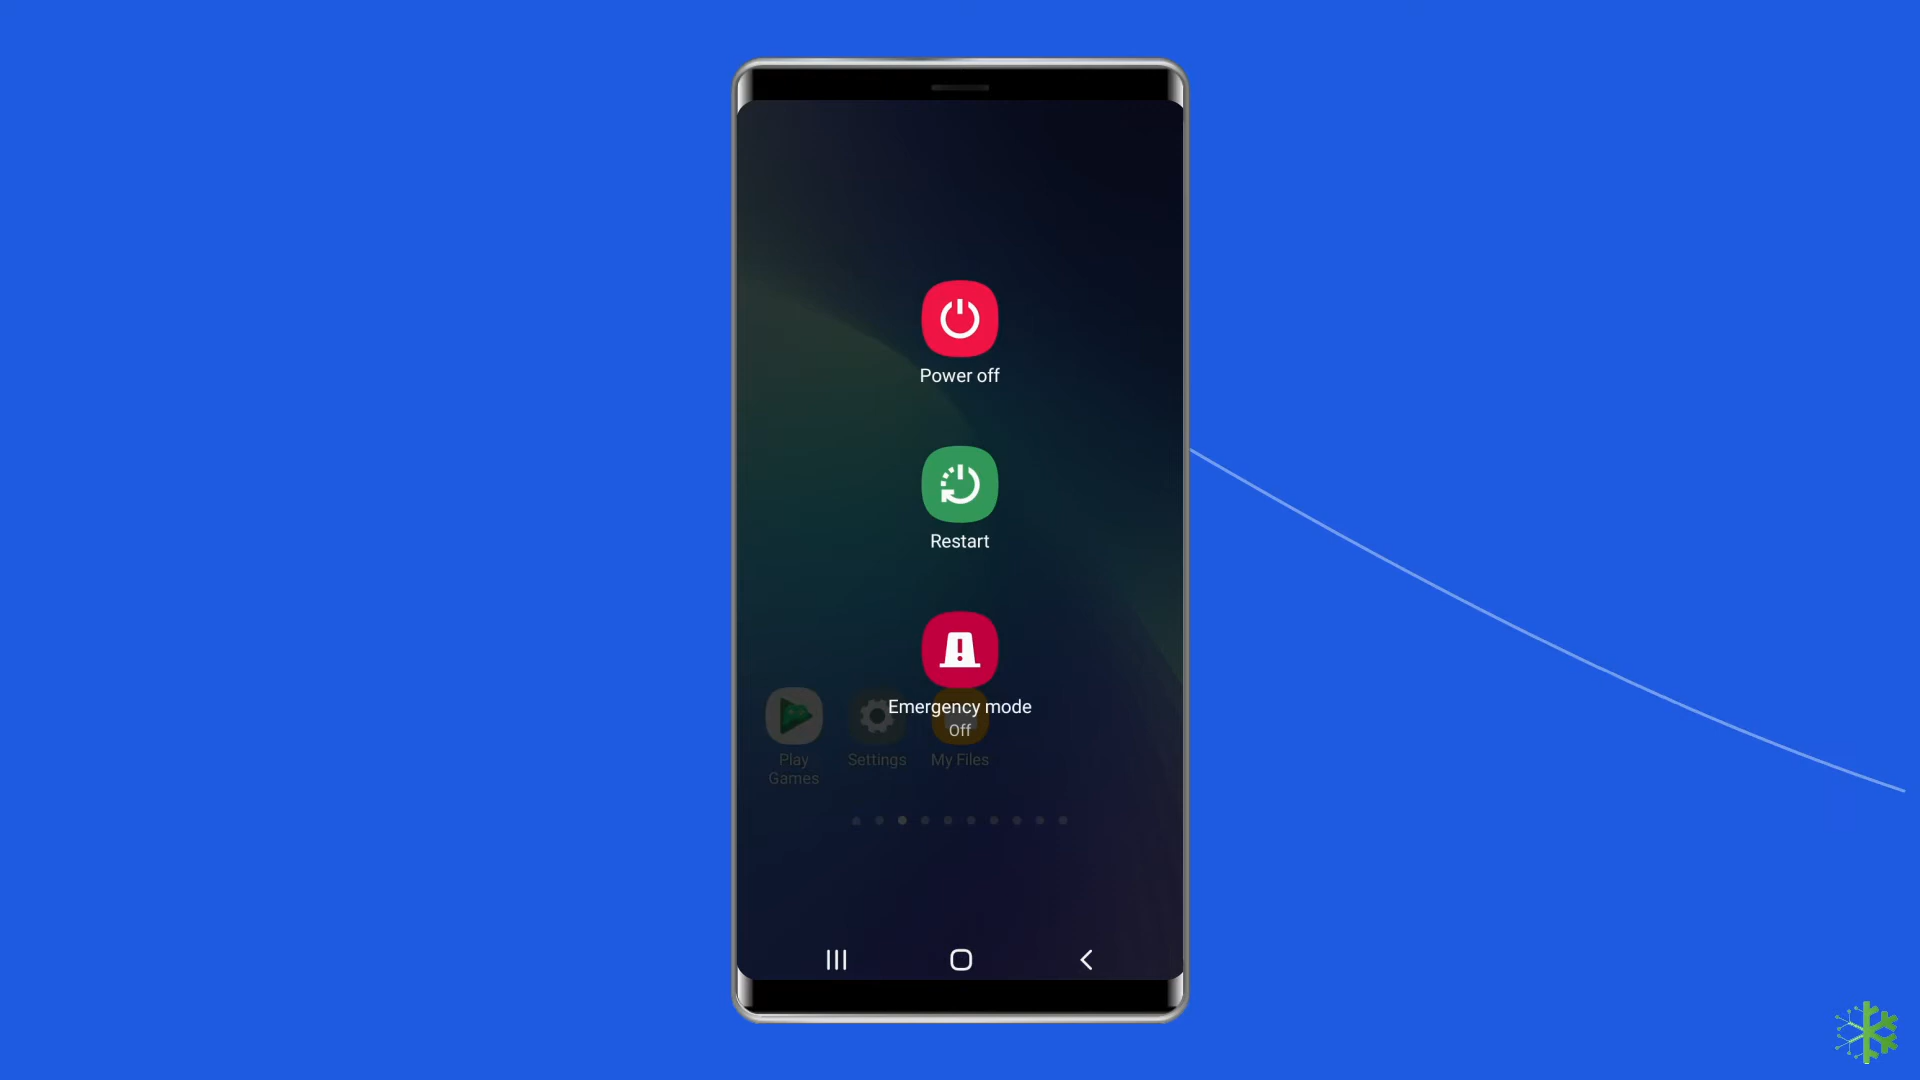 Power off
Restart
Emergency mode
Off
Play
Games
Settings
My Files